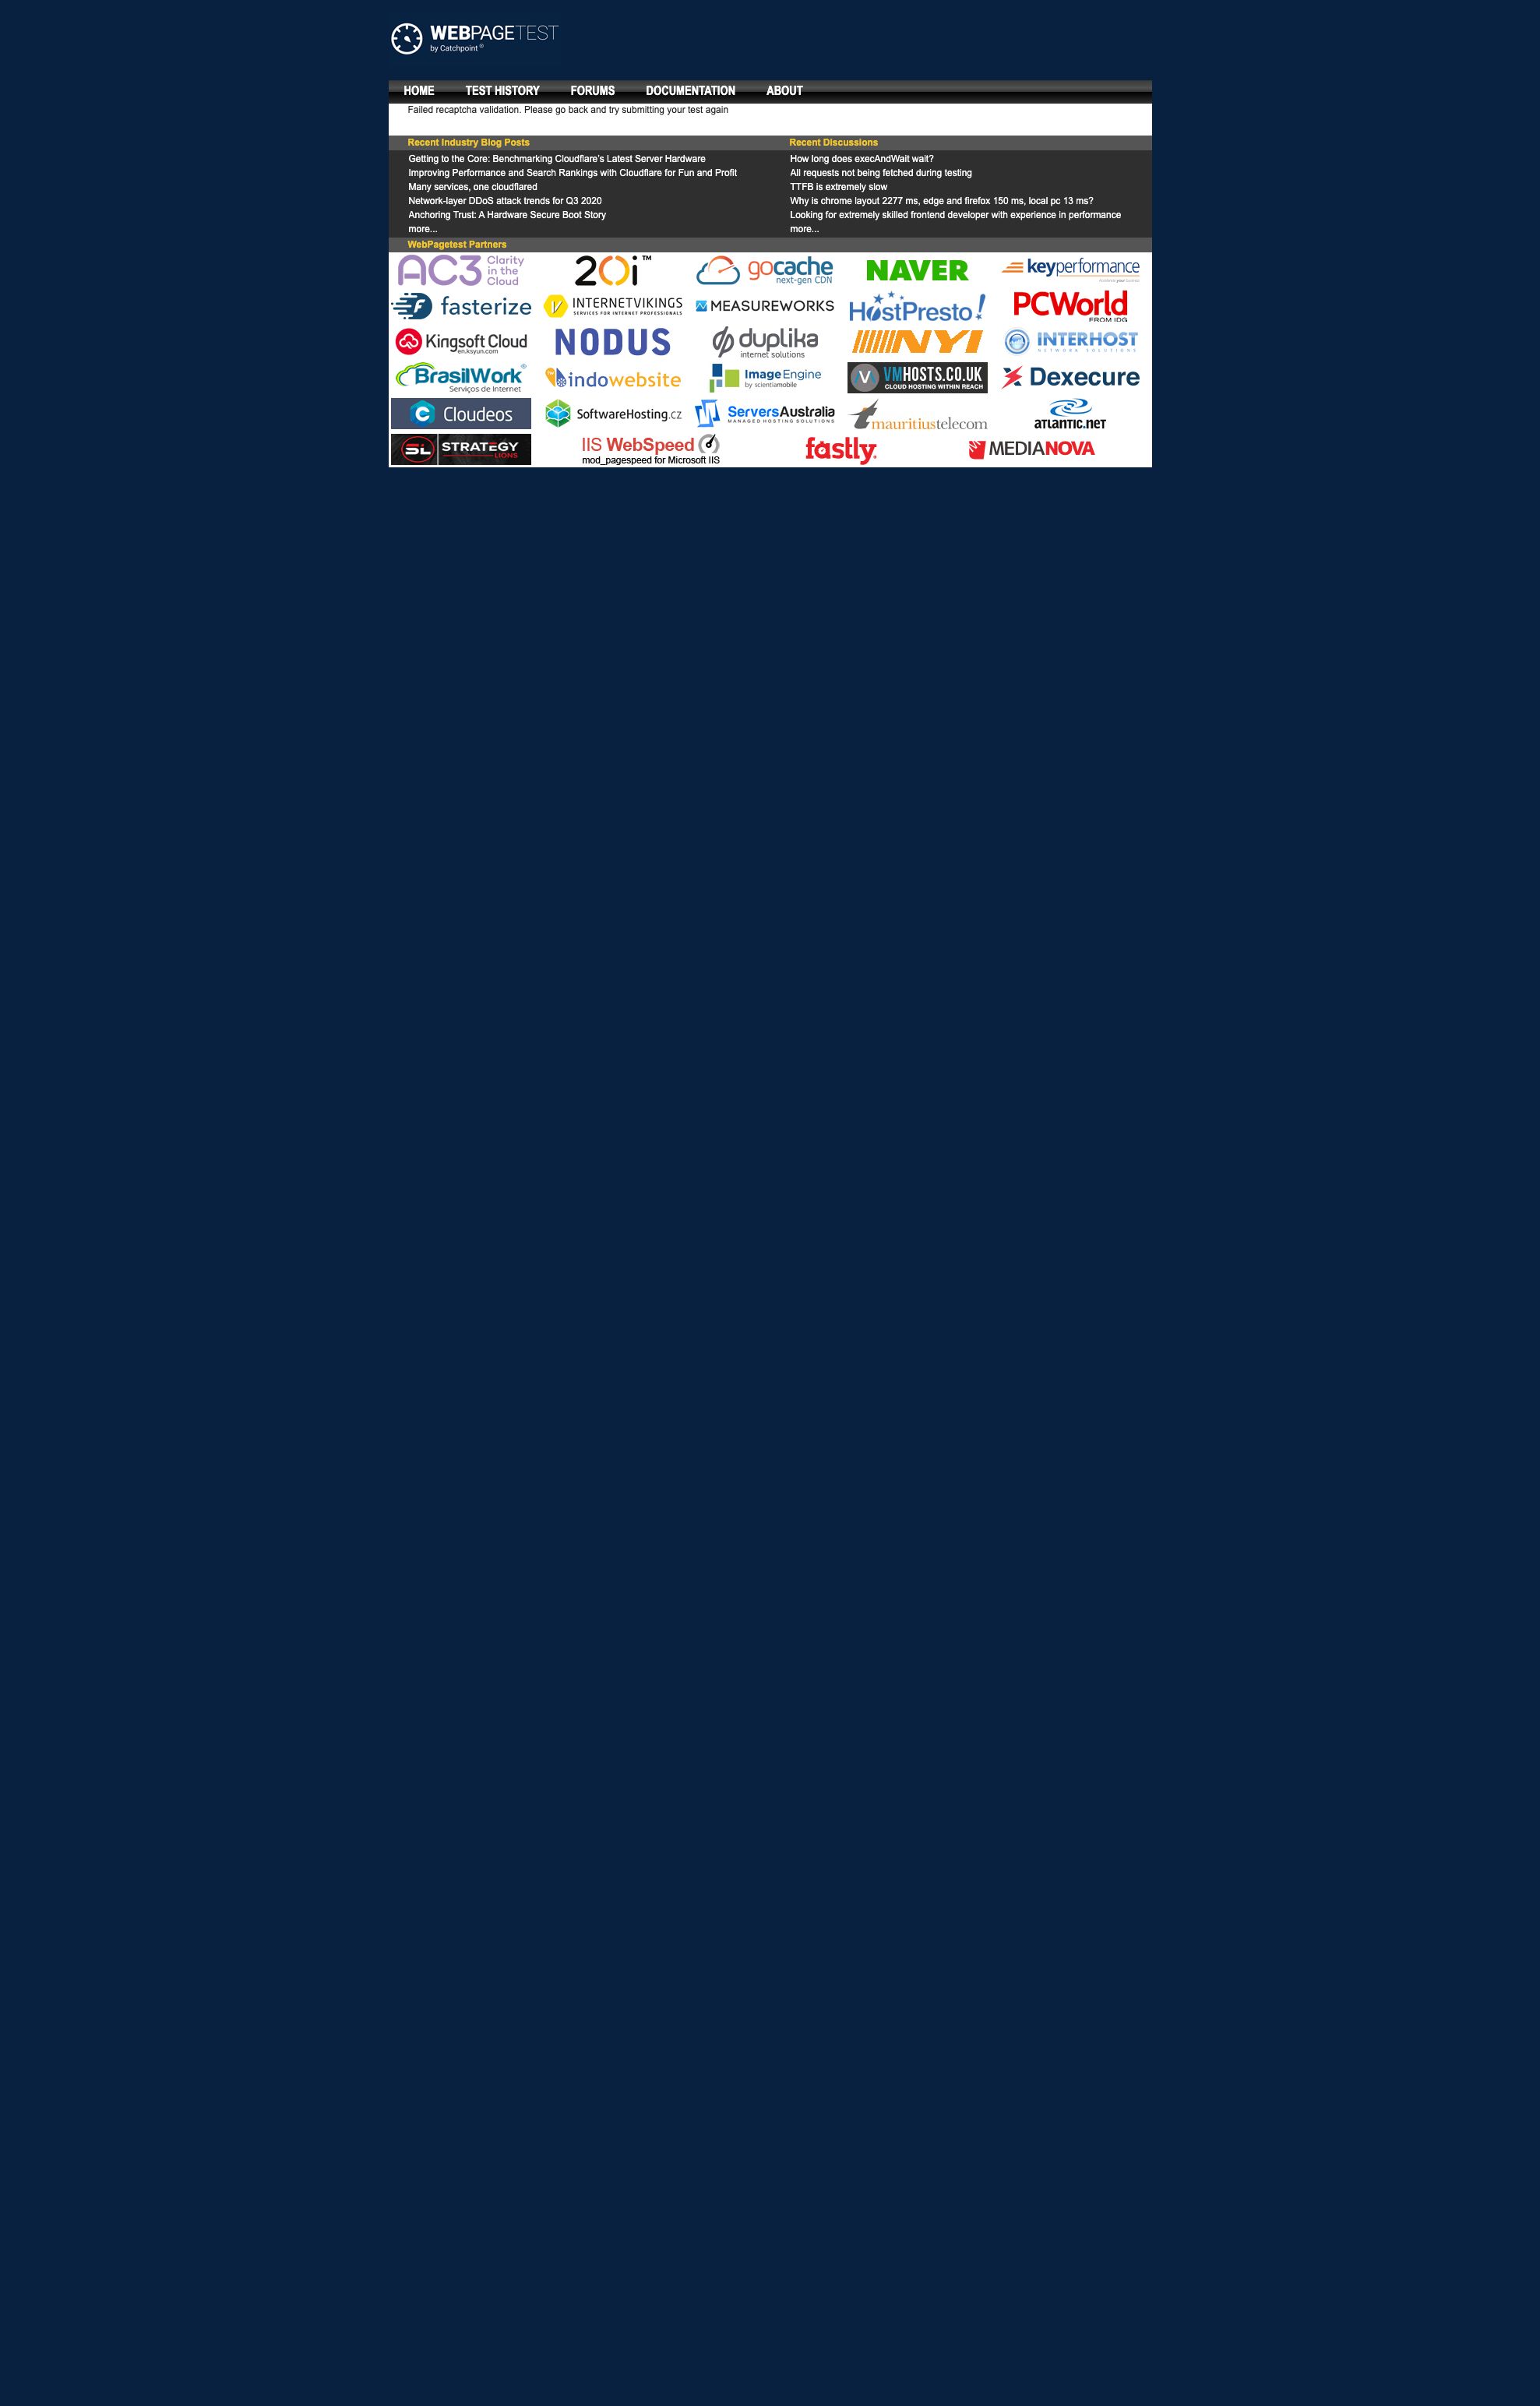 WEBPAGETEST
by Catchpoint ®
HOME TEST HISTORY FORUMS DOCUMENTATION ABOUT
Failed recaptcha validation. Please go back and try submitting your test again
Recent Industry Blog Posts
Getting to the Core: Benchmarking Cloudflare's Latest Server Hardware
Improving Performance and Search Rankings with Cloudflare for Fun and Profit
Many services, one cloudflared
Network-layer DDoS attack trends for Q3 2020
Anchoring Trust: A Hardware Secure Boot Story
more...
Recent Discussions
How long does execAndWait wait?
All requests not being fetched during testing
TTFB is extremely slow
Why is chrome layout 2277 ms, edge and firefox 150 ms, local pc 13 ms?
Looking for extremely skilled frontend developer with experience in performance
more...
WebPagetest Partners
AC3 Clarity
in the
Cloud
20i™
gocache
next-gen CDN
NAVER
keyperformance
fasterize
INTERNETVIKINGS
SERVICES FOR INTERNET PROFESSIONALS
MEASUREWORKS
HostPresto!
PCWorld
FROM IDG
Kingsoft Cloud
en.ksyun.com
NODUS
duplika
internet solutions
NYI
INTERHOST
NETWORK SOLUTIONS
BrasilWork
Serviços de Internet
indowebsite
ImageEngine
by scientiamobile
V VMHOSTS.CO.UK
CLOUD HOSTING WITHIN REACH
Dexecure
Cloudeos
SoftwareHosting.cz
ServersAustralia
MANAGED HOSTING SOLUTIONS
mauritiustelecom
atlantic.net
SL STRATEGY
LIONS
IIS WebSpeed
mod_pagespeed for Microsoft IIS
fastly
MEDIANOVA